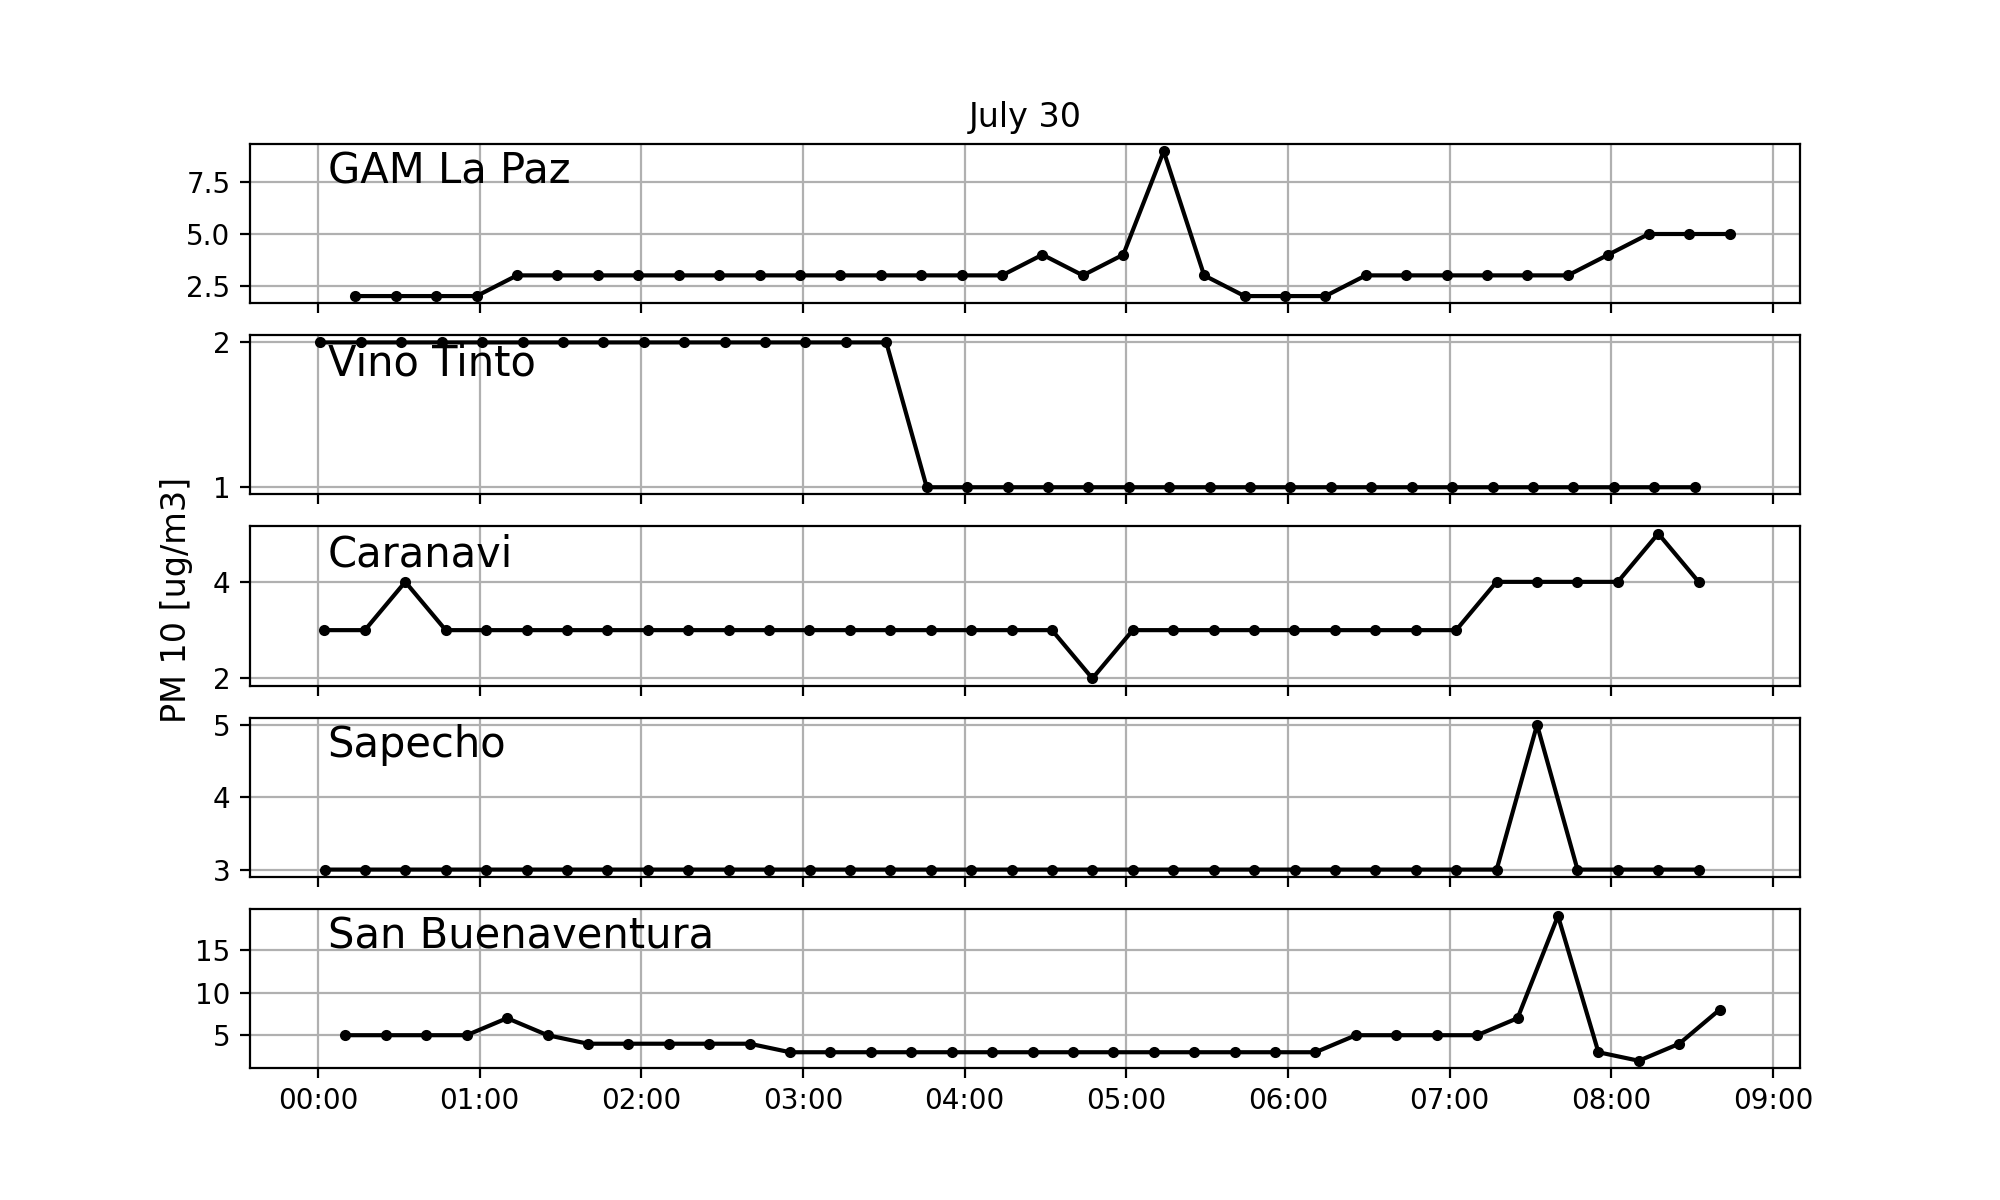 July 30
GAM La Paz
7.5
5.0
2.5
Vino Tinto
2
1
PM 10 [ug/m3]
Caranavi
4
2
Sapecho
5
4
3
San Buenaventura
15
10
5
00:00 01:00 02:00 03:00 04:00 05:00 06:00 07:00 08:00 09:00